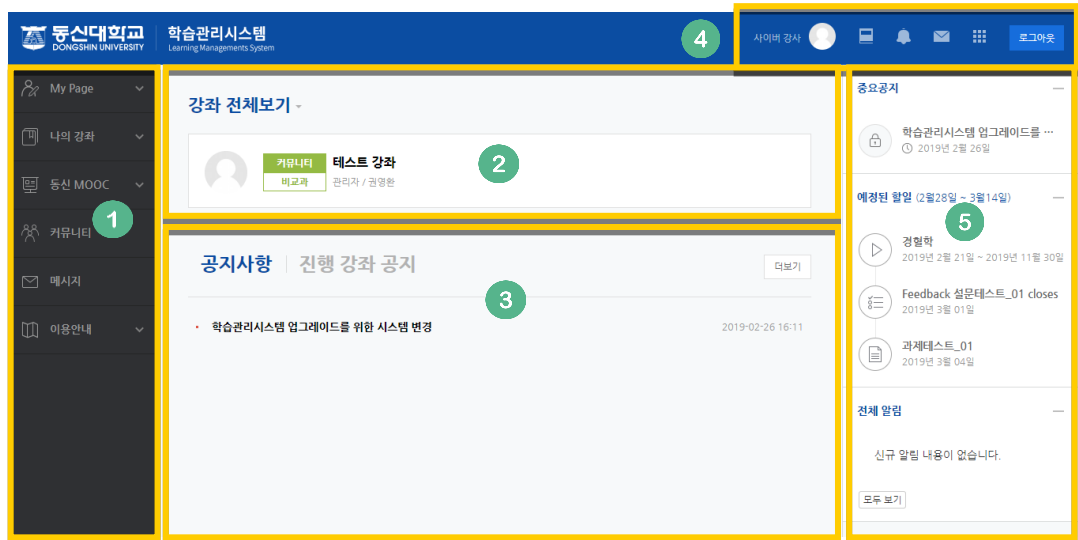 동신대학교
DONGSHIN UNIVERSITY
학습관리시스템
Learning Managements System
4
사이버 강사
로그아웃
My Page
나의 강좌
동신 MOOC
1
커뮤니티
메시지
이용안내
강좌 전체보기
커뮤니티
테스트 강좌
비교과
관리자 / 권영환
2
공지사항
진행 강좌 공지
더보기
3
학습관리시스템 업그레이드를 위한 시스템 변경
2019-02-26 16:11
중요공지
학습관리시스템 업그레이드를 ...
2019년 2월 26일
예정된 할일 (2월28일 ~ 3월14일)
5
경혈학
2019년 2월 21일 ~ 2019년 11월 30일
Feedback 설문테스트_01 closes
2019년 3월 01일
과제테스트_01
2019년 3월 04일
전체 알림
신규 알림 내용이 없습니다.
모두 보기